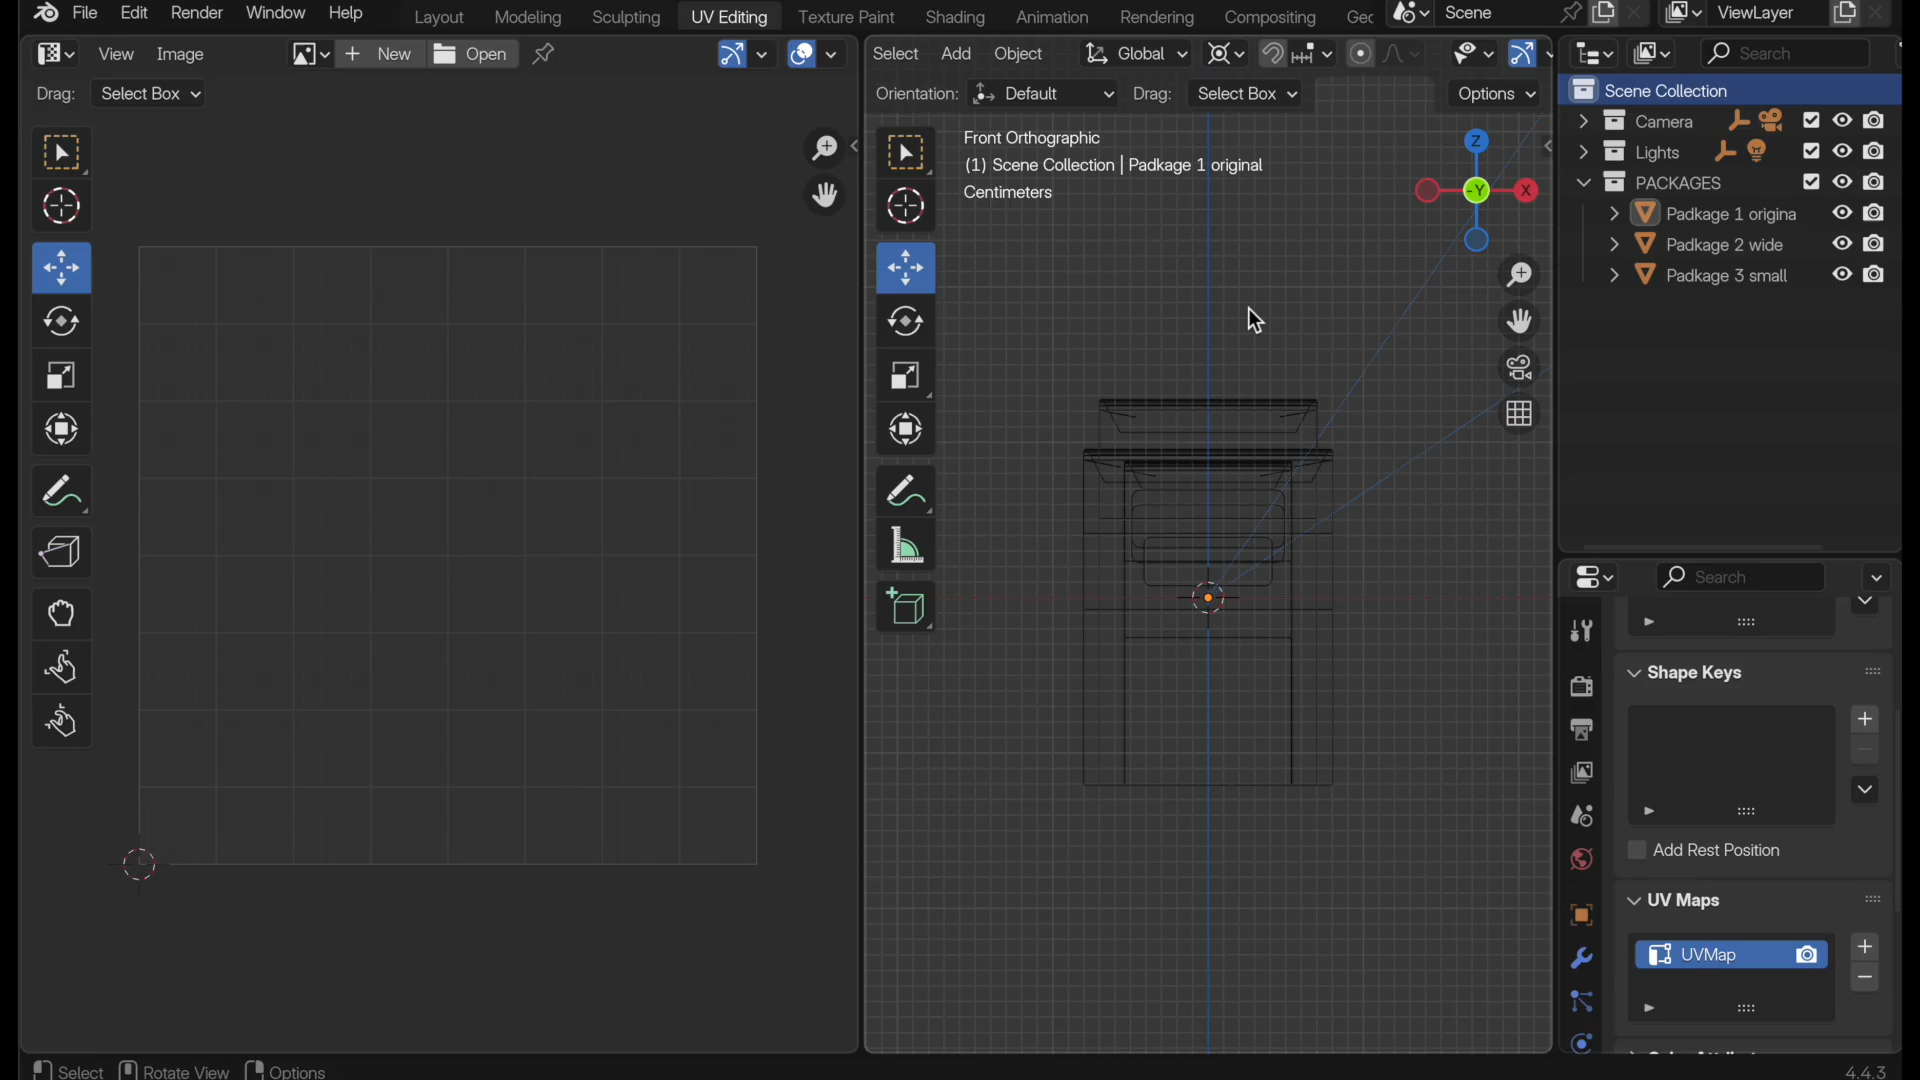 File Edit Render Window Help Layout Modeling Sculpting UV Editing Texture Paint Shading Animation Rendering Compositing Gec Scene ViewLayer
View Image New Open Select Add Object Global Search
Drag: Select Box Orientation: Default Drag: Select Box Options
Scene Collection
Camera
Lights
PACKAGES
Padkage 1 origina
Padkage 2 wide
Padkage 3 small
Front Orthographic
(1) Scene Collection | Padkage 1 original
Centimeters
Z
-Y
X
Search
Shape Keys
Add Rest Position
UV Maps
UVMap
Select Rotate View Options 4.4.3